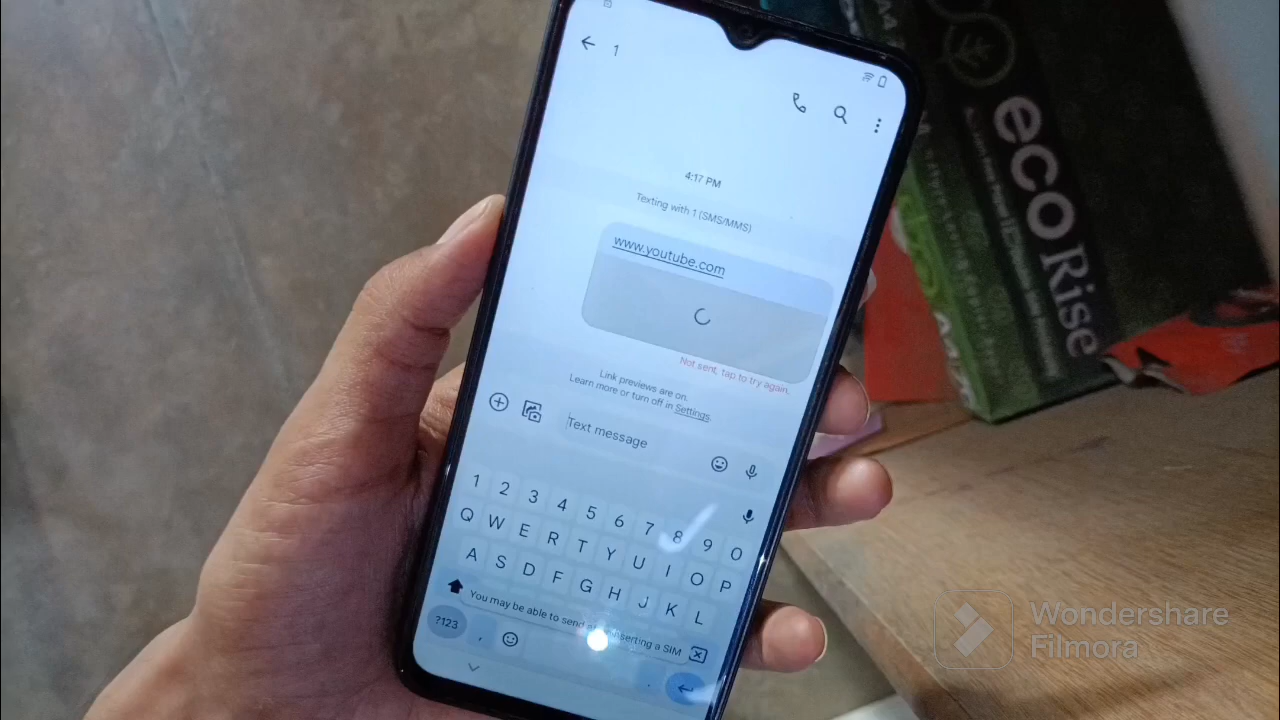 1
4:17 PM
Texting with 1 (SMS/MMS)
www.youtube.com
Not sent, tap to try again.
Link previews are on.
Learn more or turn off in Settings.
Text message
1 2 3 4 5 6 7 8 9 0
Q W E R T Y U I O P
A S D F G H J K L
You may be able to send inserting a SIM
?123 , .
A4
eco
Rise
Wondershare
Filmora